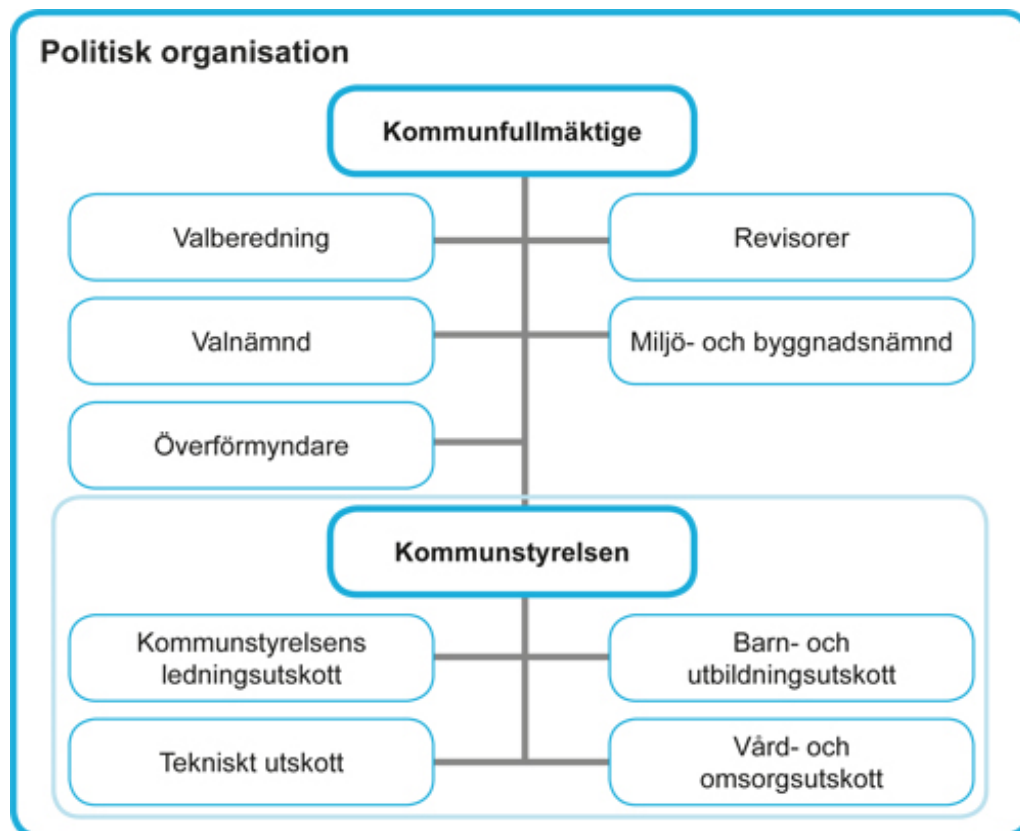 Politisk organisation
Kommunfullmäktige
Valberedning
Revisorer
Valnämnd
Miljö- och byggnadsnämnd
Överförmyndare
Kommunstyrelsen
Kommunstyrelsens
ledningsutskott
Barn- och
utbildningsutskott
Tekniskt utskott
Vård- och
omsorgsutskott